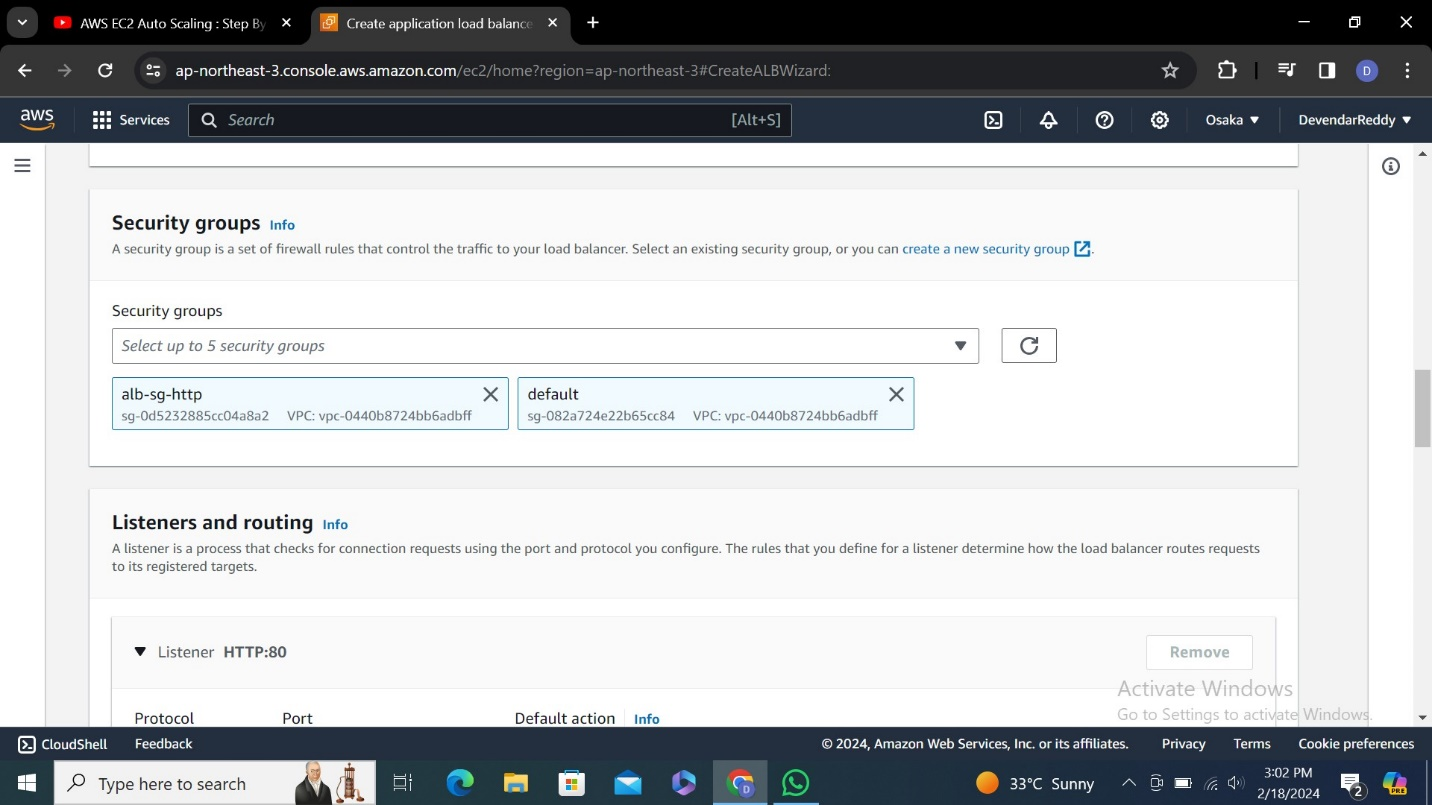 AWS EC2 Auto Scaling : Step By
Create application load balance
ap-northeast-3.console.aws.amazon.com/ec2/home?region=ap-northeast-3#CreateALBWizard:
D
aws
Services
Search
[Alt+S]
Osaka
DevendarReddy
Security groups Info
A security group is a set of firewall rules that control the traffic to your load balancer. Select an existing security group, or you can create a new security group.
Security groups
Select up to 5 security groups
alb-sg-http
sg-0d5232885cc04a8a2 VPC: vpc-0440b8724bb6adbff
default
sg-082a724e22b65cc84 VPC: vpc-0440b8724bb6adbff
Listeners and routing Info
A listener is a process that checks for connection requests using the port and protocol you configure. The rules that you define for a listener determine how the load balancer routes requests
to its registered targets.
Listener HTTP:80
Remove
Protocol Port Default action Info
Activate Windows
Go to Settings to activate Windows.
CloudShell Feedback
© 2024, Amazon Web Services, Inc. or its affiliates. Privacy Terms Cookie preferences
Type here to search
D
33°C Sunny
3:02 PM
2/18/2024
2
PRE